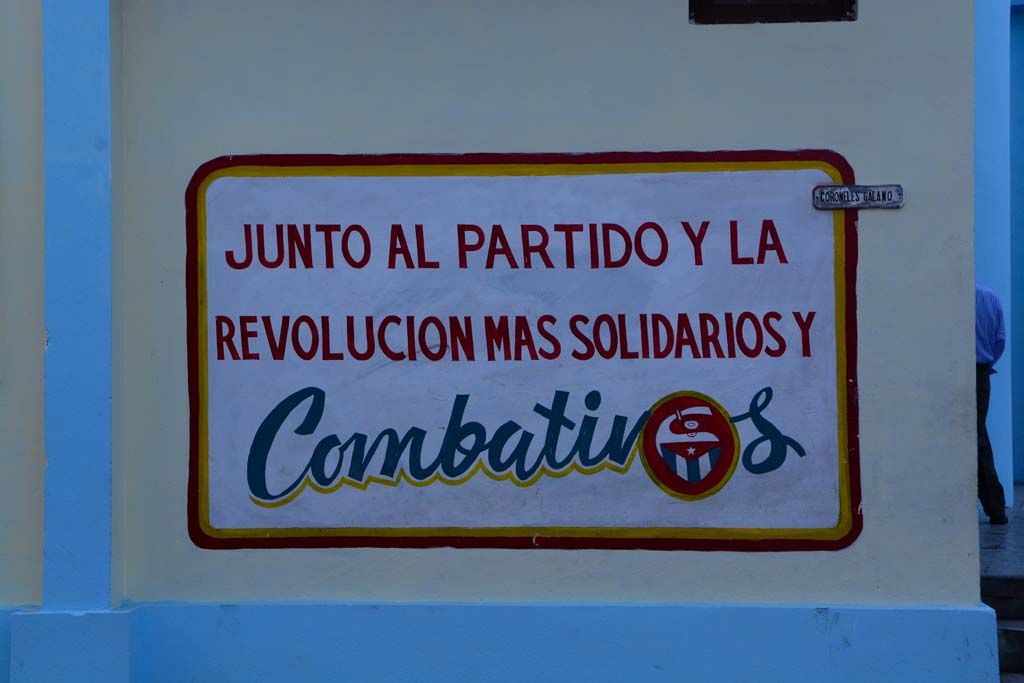 JUNTO AL PARTIDO Y LA
REVOLUCION MAS SOLIDARIOS Y
Combativos
CORONELES GALANO